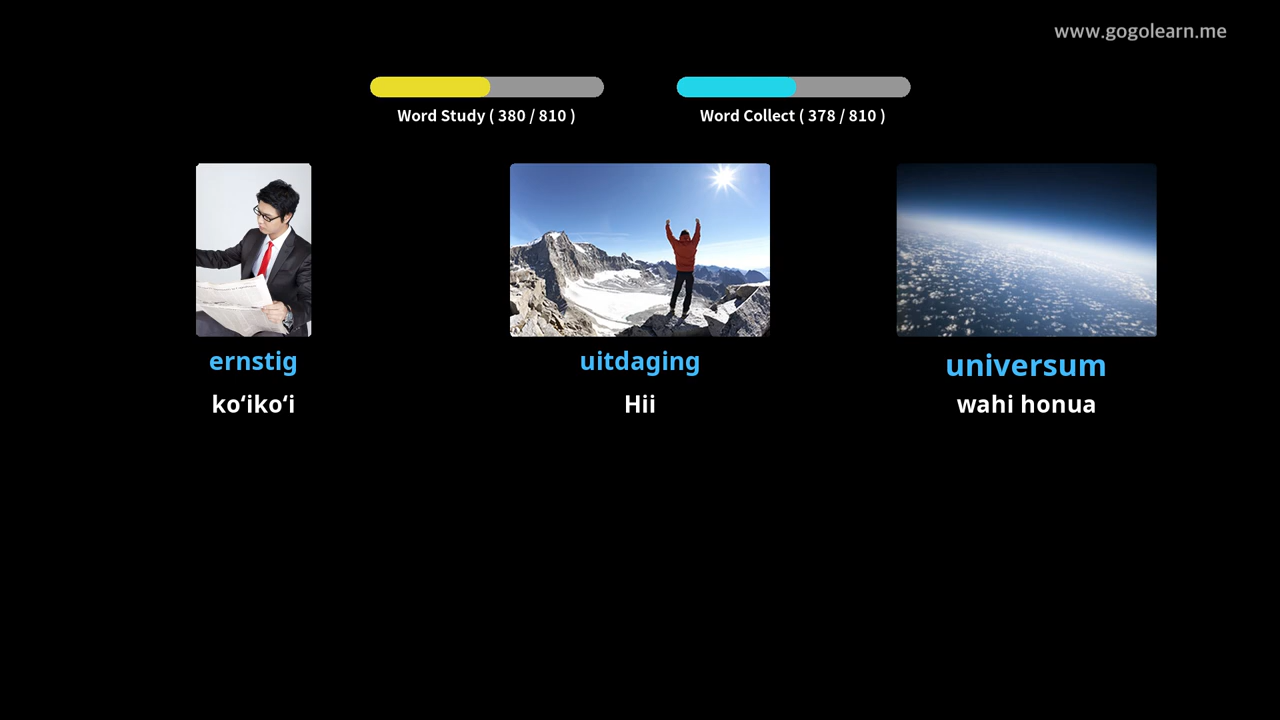 www.gogolearn.me
Word Study ( 380 / 810 )
Word Collect ( 378 / 810 )
ernstig
uitdaging
universum
koʻikoʻi
Hii
wahi honua